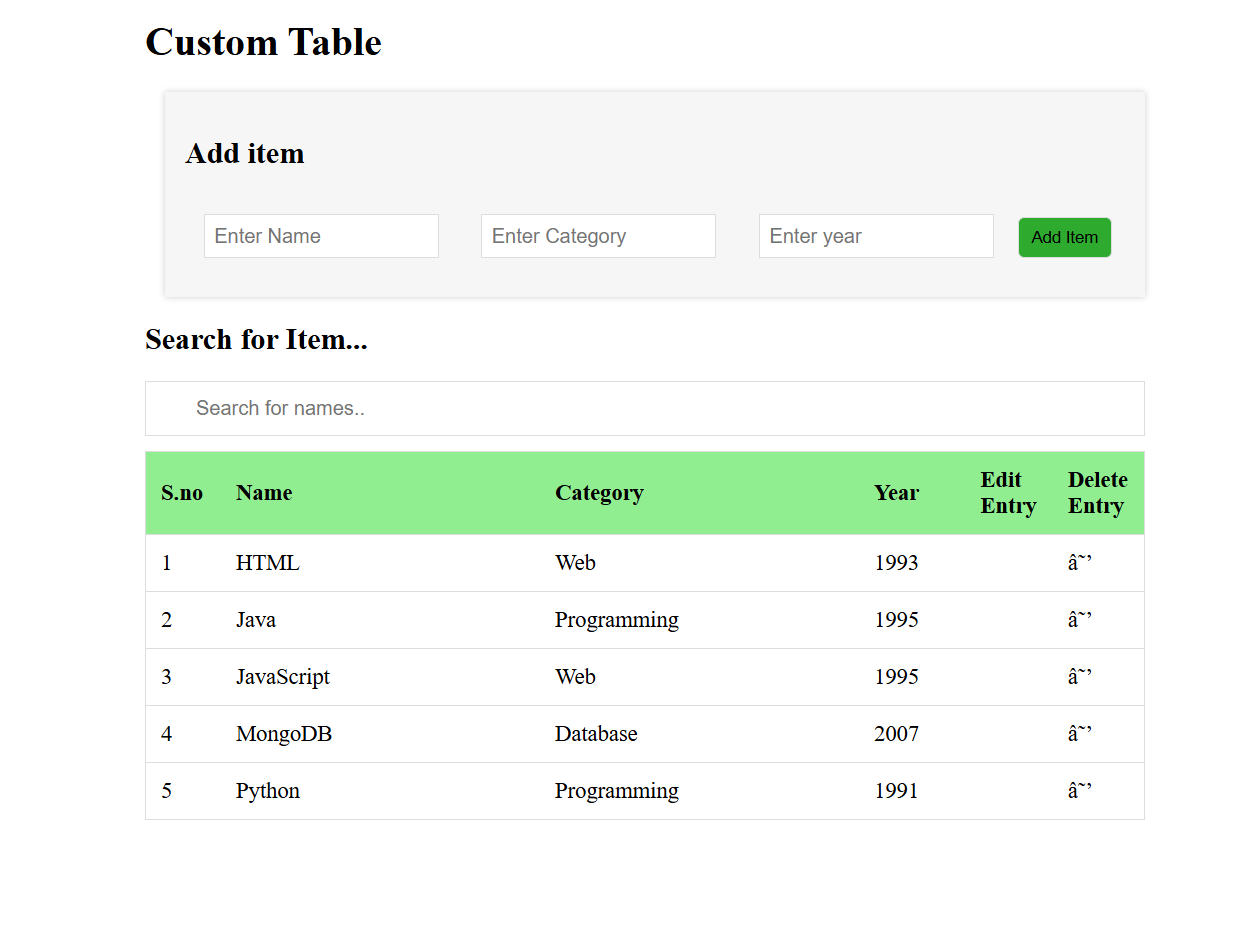 Custom Table
Add item
Enter Name Enter Category Enter year Add Item
Search for Item...
Search for names..
S.no Name Category Year Edit Entry Delete Entry
1 HTML Web 1993 â˜’
2 Java Programming 1995 â˜’
3 JavaScript Web 1995 â˜’
4 MongoDB Database 2007 â˜’
5 Python Programming 1991 â˜’